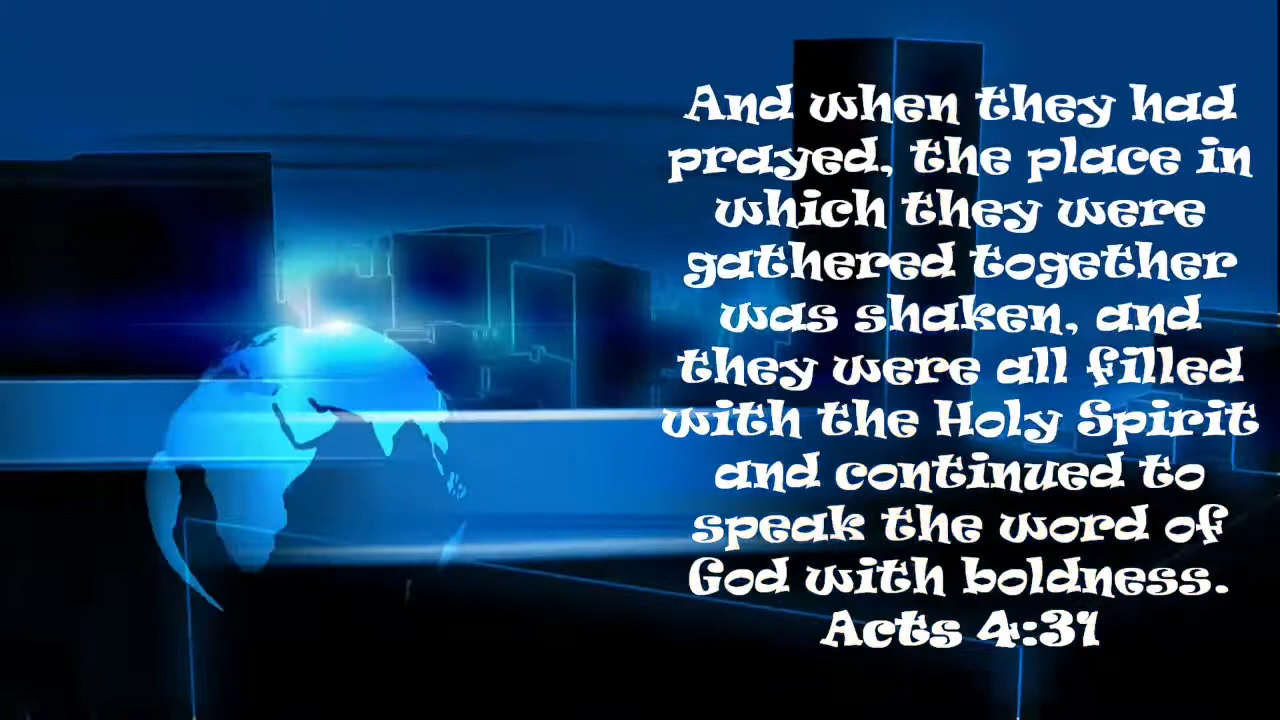 And when they had
prayed, the place in
which they were
gathered together
was shaken, and
they were all filled
with the Holy Spirit
and continued to
speak the word of
God with boldness.
Acts 4:31